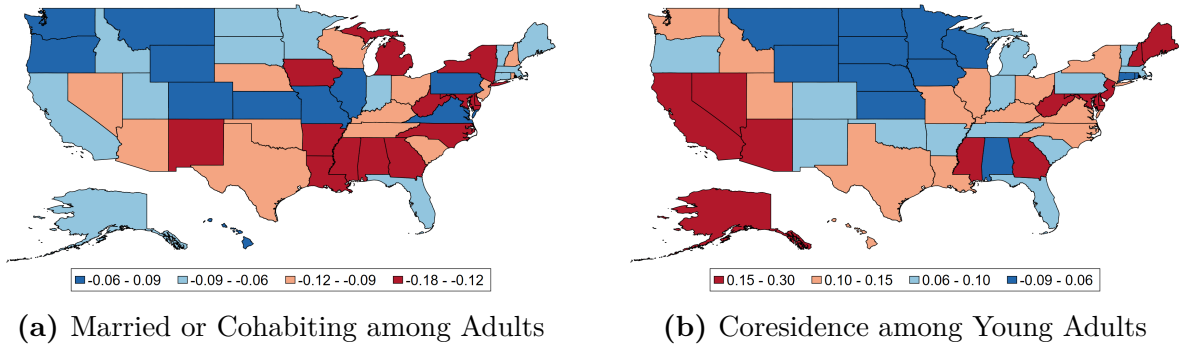 -0.06 - 0.09 -0.09 - -0.06 -0.12 - -0.09 -0.18 - -0.12
0.15 - 0.30 0.10 - 0.15 0.06 - 0.10 -0.09 - 0.06
(a) Married or Cohabiting among Adults
(b) Coresidence among Young Adults